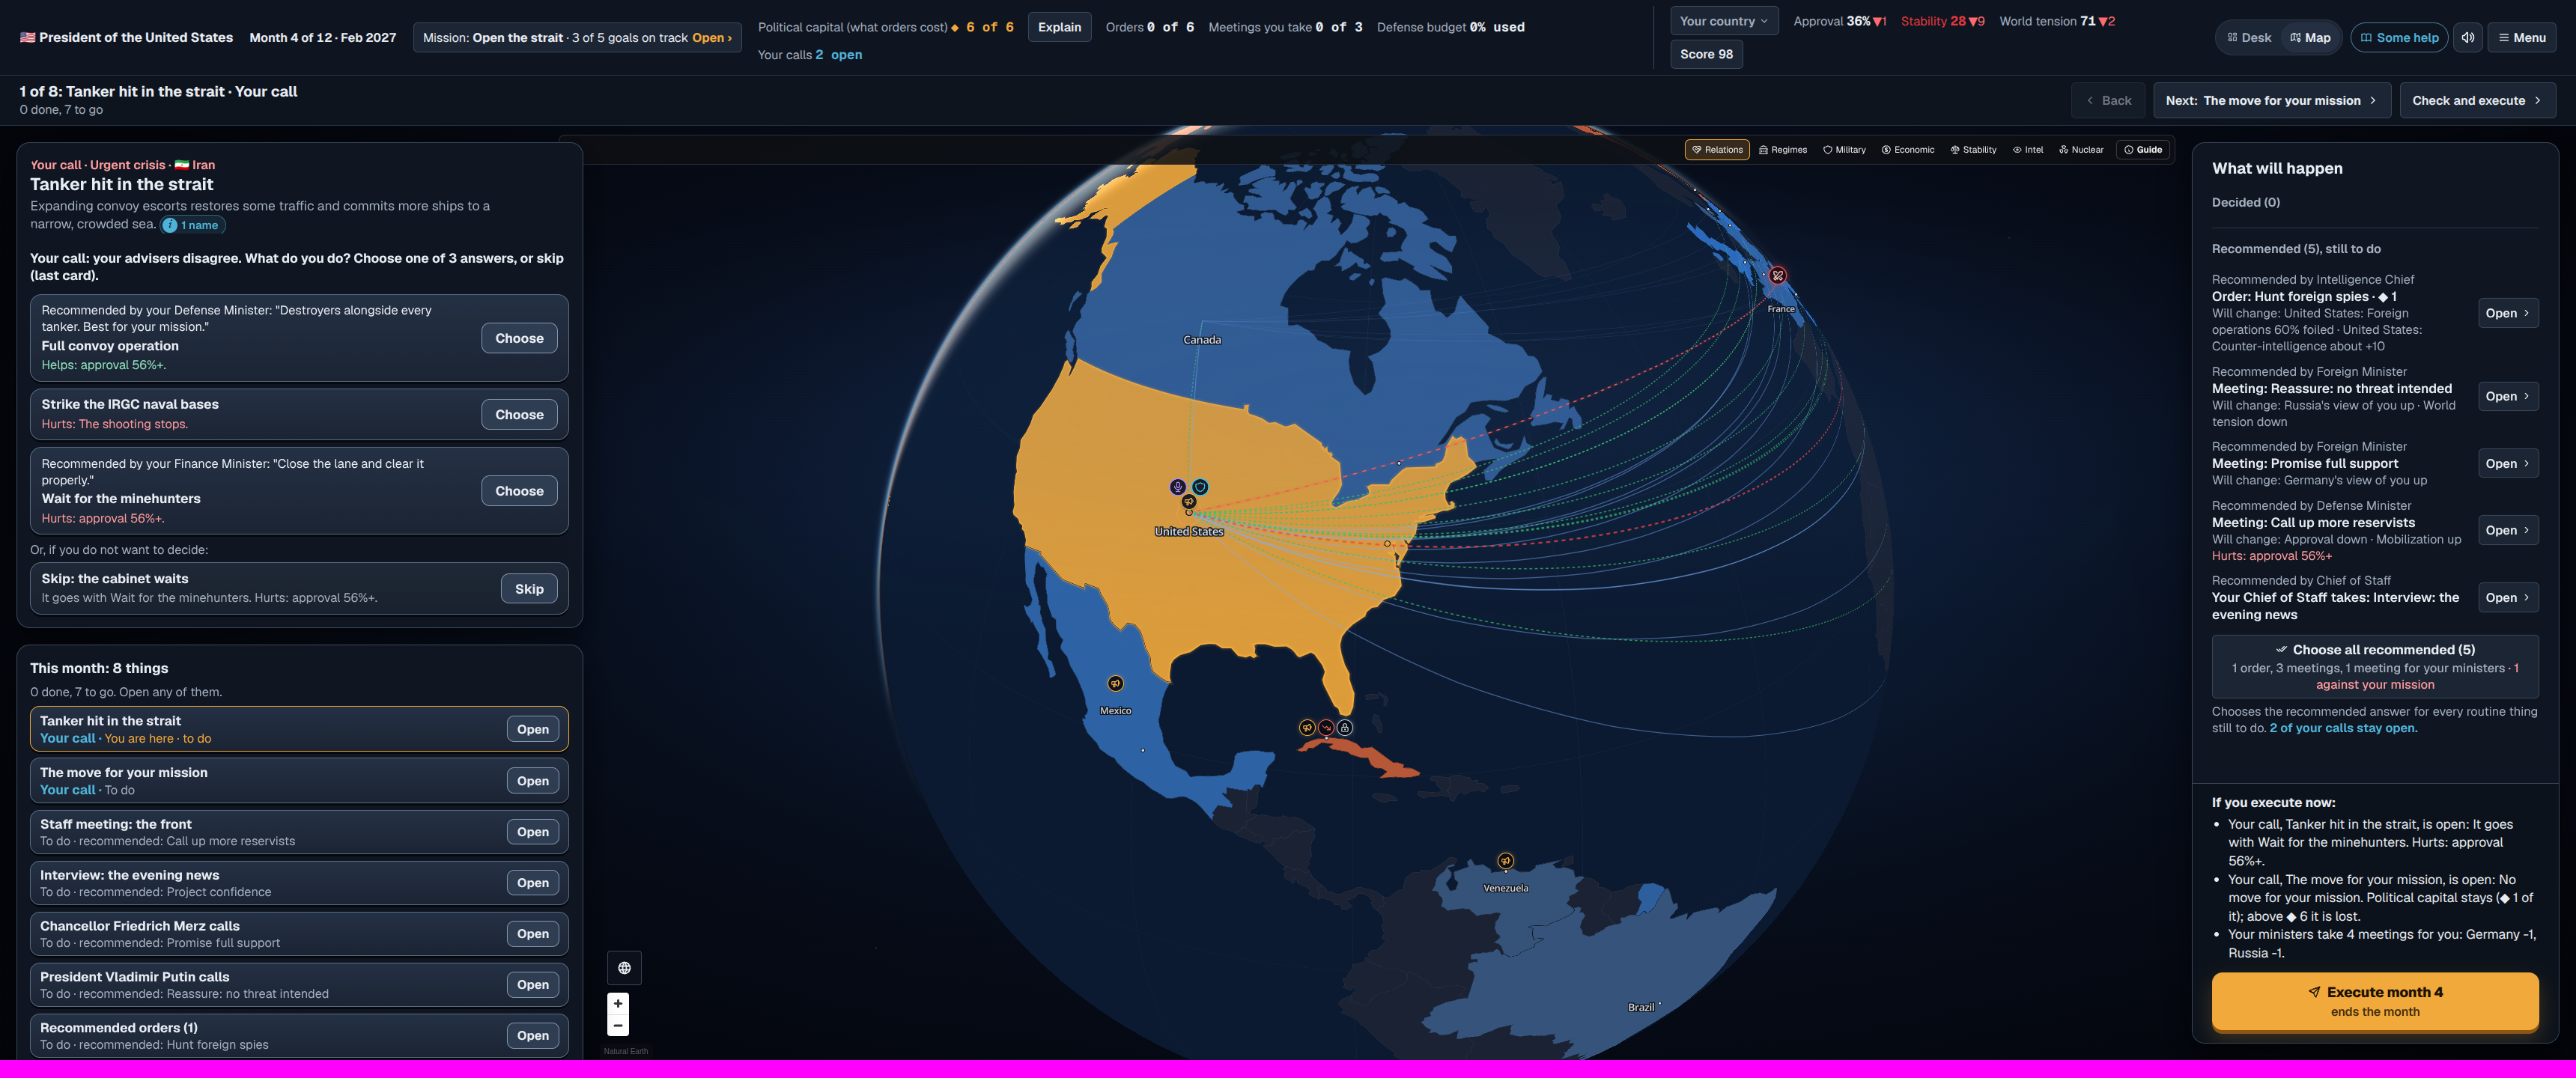 🇺🇸 President of the United States
Month 4 of 12 · Feb 2027
Mission: Open the strait · 3 of 5 goals on track Open ›
Political capital (what orders cost) ◆ 6 of 6
Explain
Orders 0 of 6
Meetings you take 0 of 3
Defense budget 0% used
Your calls 2 open
Your country
Approval 36% ▼1
Stability 28 ▼9
World tension 71 ▼2
Score 98
Desk
Map
Some help
Menu
1 of 8: Tanker hit in the strait · Your call
0 done, 7 to go
Back
Next: The move for your mission
Check and execute
Relations
Regimes
Military
Economic
Stability
Intel
Nuclear
Guide
Your call · Urgent crisis · 🇮🇷 Iran
Tanker hit in the strait
Expanding convoy escorts restores some traffic and commits more ships to a
narrow, crowded sea. i 1 name
Your call: your advisers disagree. What do you do? Choose one of 3 answers, or skip
(last card).
Recommended by your Defense Minister: "Destroyers alongside every
tanker. Best for your mission."
Full convoy operation
Helps: approval 56%+.
Choose
Strike the IRGC naval bases
Hurts: The shooting stops.
Choose
Recommended by your Finance Minister: "Close the lane and clear it
properly."
Wait for the minehunters
Hurts: approval 56%+.
Choose
Or, if you do not want to decide:
Skip: the cabinet waits
It goes with Wait for the minehunters. Hurts: approval 56%+.
Skip
This month: 8 things
0 done, 7 to go. Open any of them.
Tanker hit in the strait
Your call · You are here · to do
Open
The move for your mission
Your call · To do
Open
Staff meeting: the front
To do · recommended: Call up more reservists
Open
Interview: the evening news
To do · recommended: Project confidence
Open
Chancellor Friedrich Merz calls
To do · recommended: Promise full support
Open
President Vladimir Putin calls
To do · recommended: Reassure: no threat intended
Open
Recommended orders (1)
To do · recommended: Hunt foreign spies
Open
Canada
France
United States
Mexico
Venezuela
Brazil
+
−
Natural Earth
What will happen
Decided (0)
Recommended (5), still to do
Recommended by Intelligence Chief
Order: Hunt foreign spies · ◆ 1
Will change: United States: Foreign
operations 60% foiled · United States:
Counter-intelligence about +10
Open
Recommended by Foreign Minister
Meeting: Reassure: no threat intended
Will change: Russia's view of you up · World
tension down
Open
Recommended by Foreign Minister
Meeting: Promise full support
Will change: Germany's view of you up
Open
Recommended by Defense Minister
Meeting: Call up more reservists
Will change: Approval down · Mobilization up
Hurts: approval 56%+
Open
Recommended by Chief of Staff
Your Chief of Staff takes: Interview: the
evening news
Open
Choose all recommended (5)
1 order, 3 meetings, 1 meeting for your ministers · 1
against your mission
Chooses the recommended answer for every routine thing
still to do. 2 of your calls stay open.
If you execute now:
• Your call, Tanker hit in the strait, is open: It goes
with Wait for the minehunters. Hurts: approval
56%+.
• Your call, The move for your mission, is open: No
move for your mission. Political capital stays (◆ 1 of
it); above ◆ 6 it is lost.
• Your ministers take 4 meetings for you: Germany -1,
Russia -1.
Execute month 4
ends the month